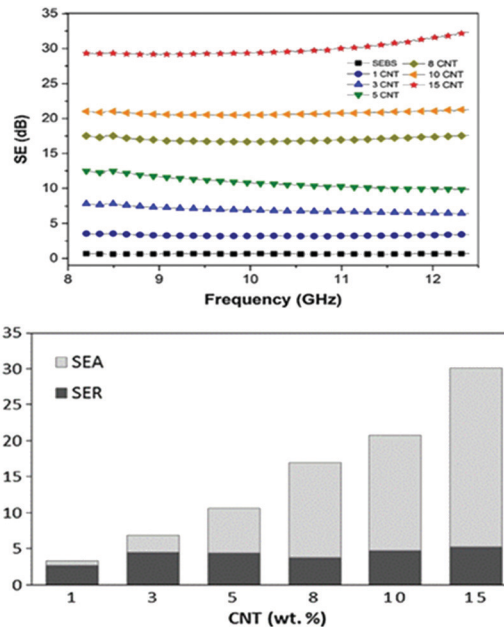 35
30
25
20
15
10
5
0
SE (dB)
SEBS
1 CNT
3 CNT
5 CNT
8 CNT
10 CNT
15 CNT
8 9 10 11 12
Frequency (GHz)
35
30
25
20
15
10
5
0
SEA
SER
1 3 5 8 10 15
CNT (wt. %)